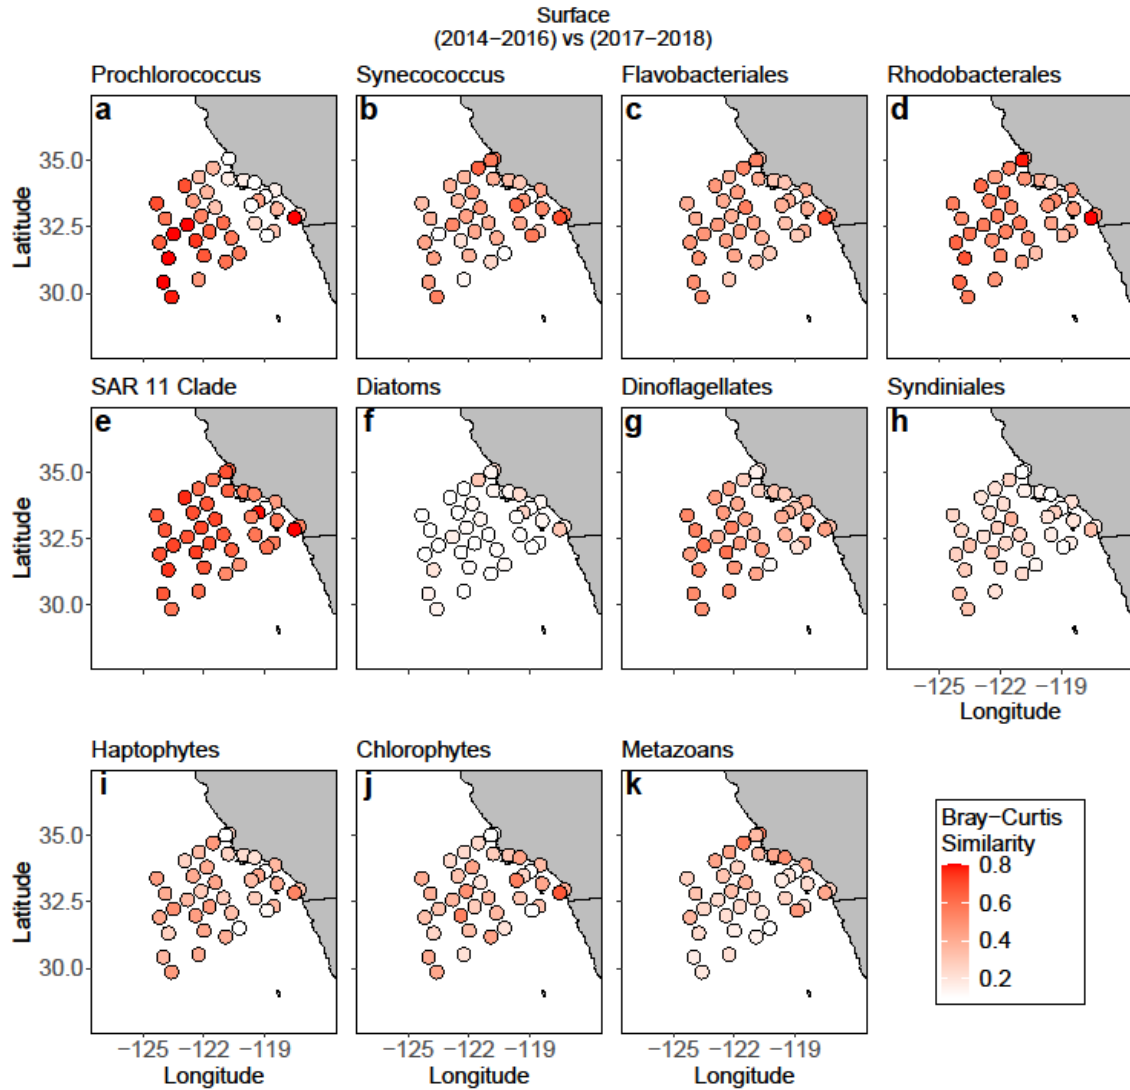 Surface
(2014−2016) vs (2017−2018)
Prochlorococcus
Synecococcus
Flavobacteriales
Rhodobacterales
a
b
c
d
35.0
32.5
30.0
Latitude
SAR 11 Clade
Diatoms
Dinoflagellates
Syndiniales
e
f
g
h
35.0
32.5
30.0
Latitude
−125 −122 −119
Longitude
Haptophytes
Chlorophytes
Metazoans
i
j
k
35.0
32.5
30.0
Latitude
−125 −122 −119
Longitude
−125 −122 −119
Longitude
−125 −122 −119
Longitude
Bray−Curtis
Similarity
0.8
0.6
0.4
0.2